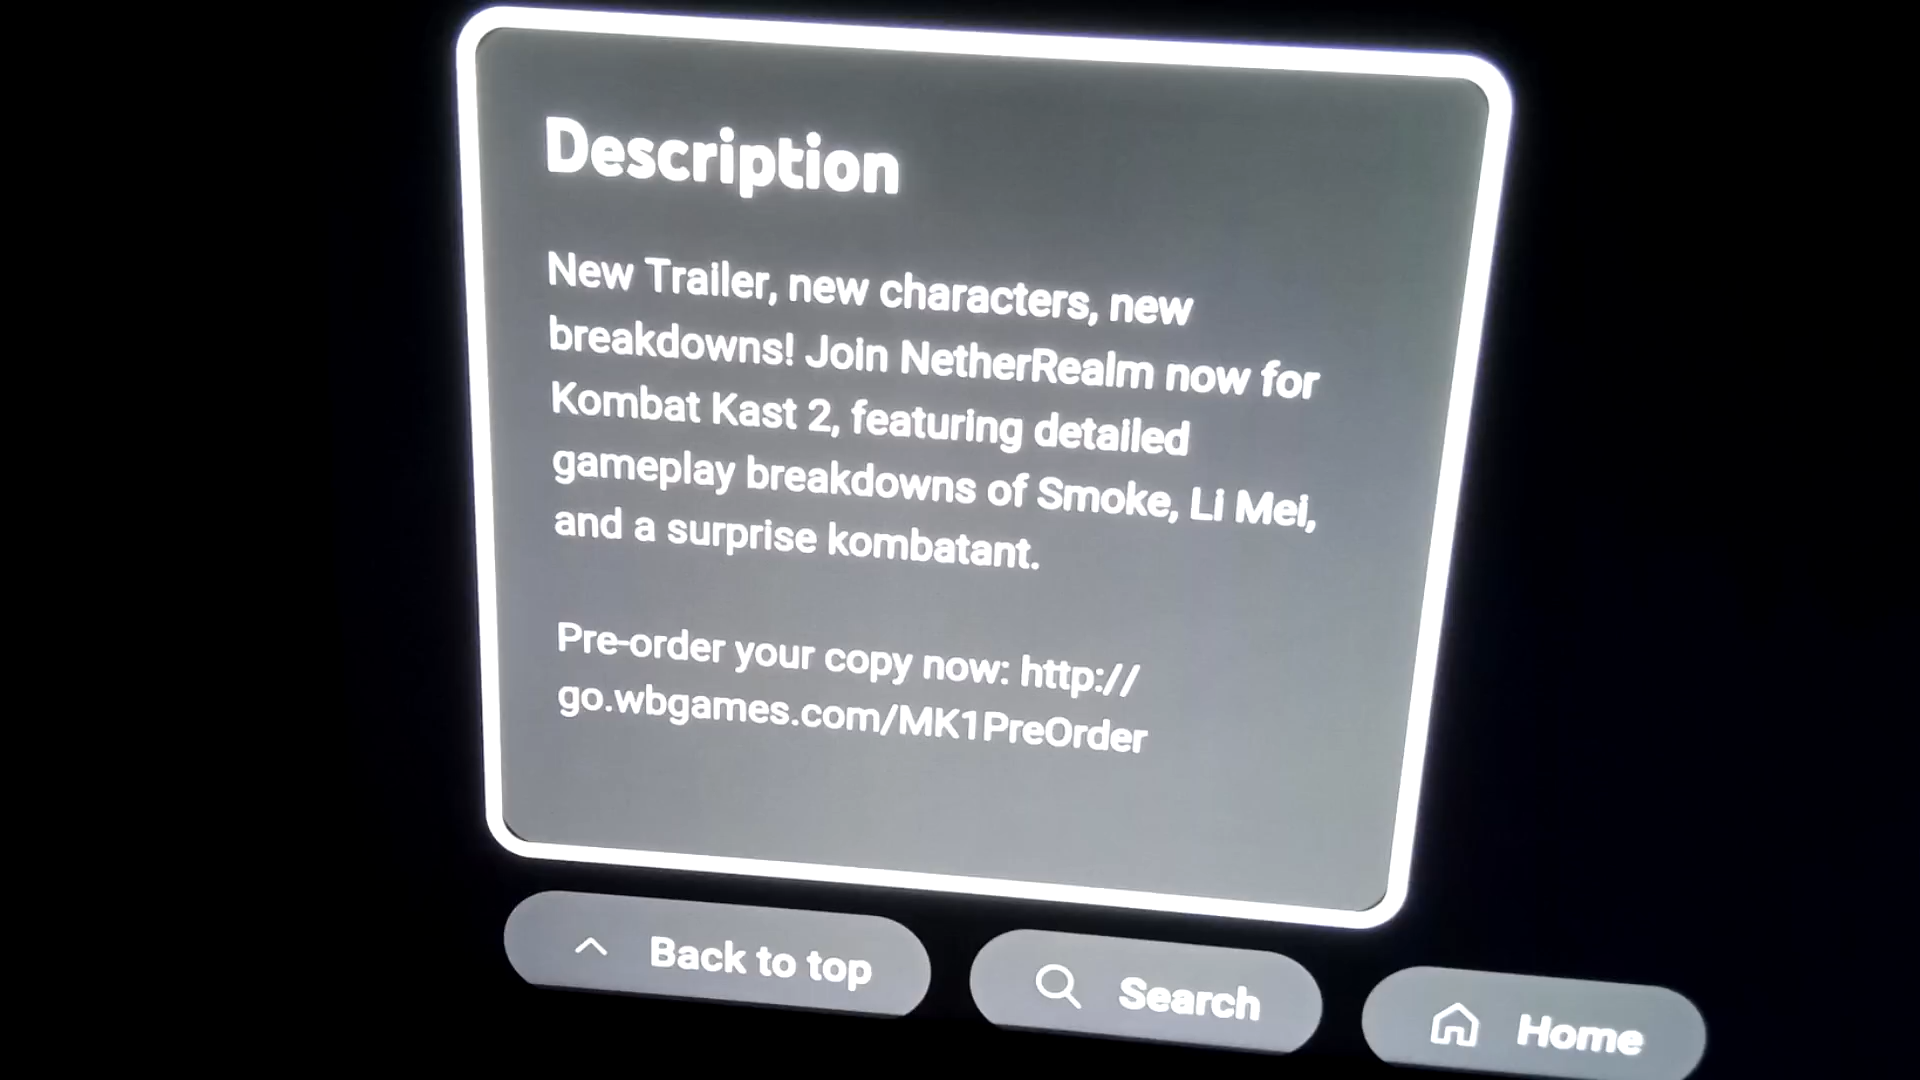 Description
New Trailer, new characters, new
breakdowns! Join NetherRealm now for
Kombat Kast 2, featuring detailed
gameplay breakdowns of Smoke, Li Mei,
and a surprise kombatant.
Pre-order your copy now: http://
go.wbgames.com/MK1PreOrder
Back to top
Search
Home